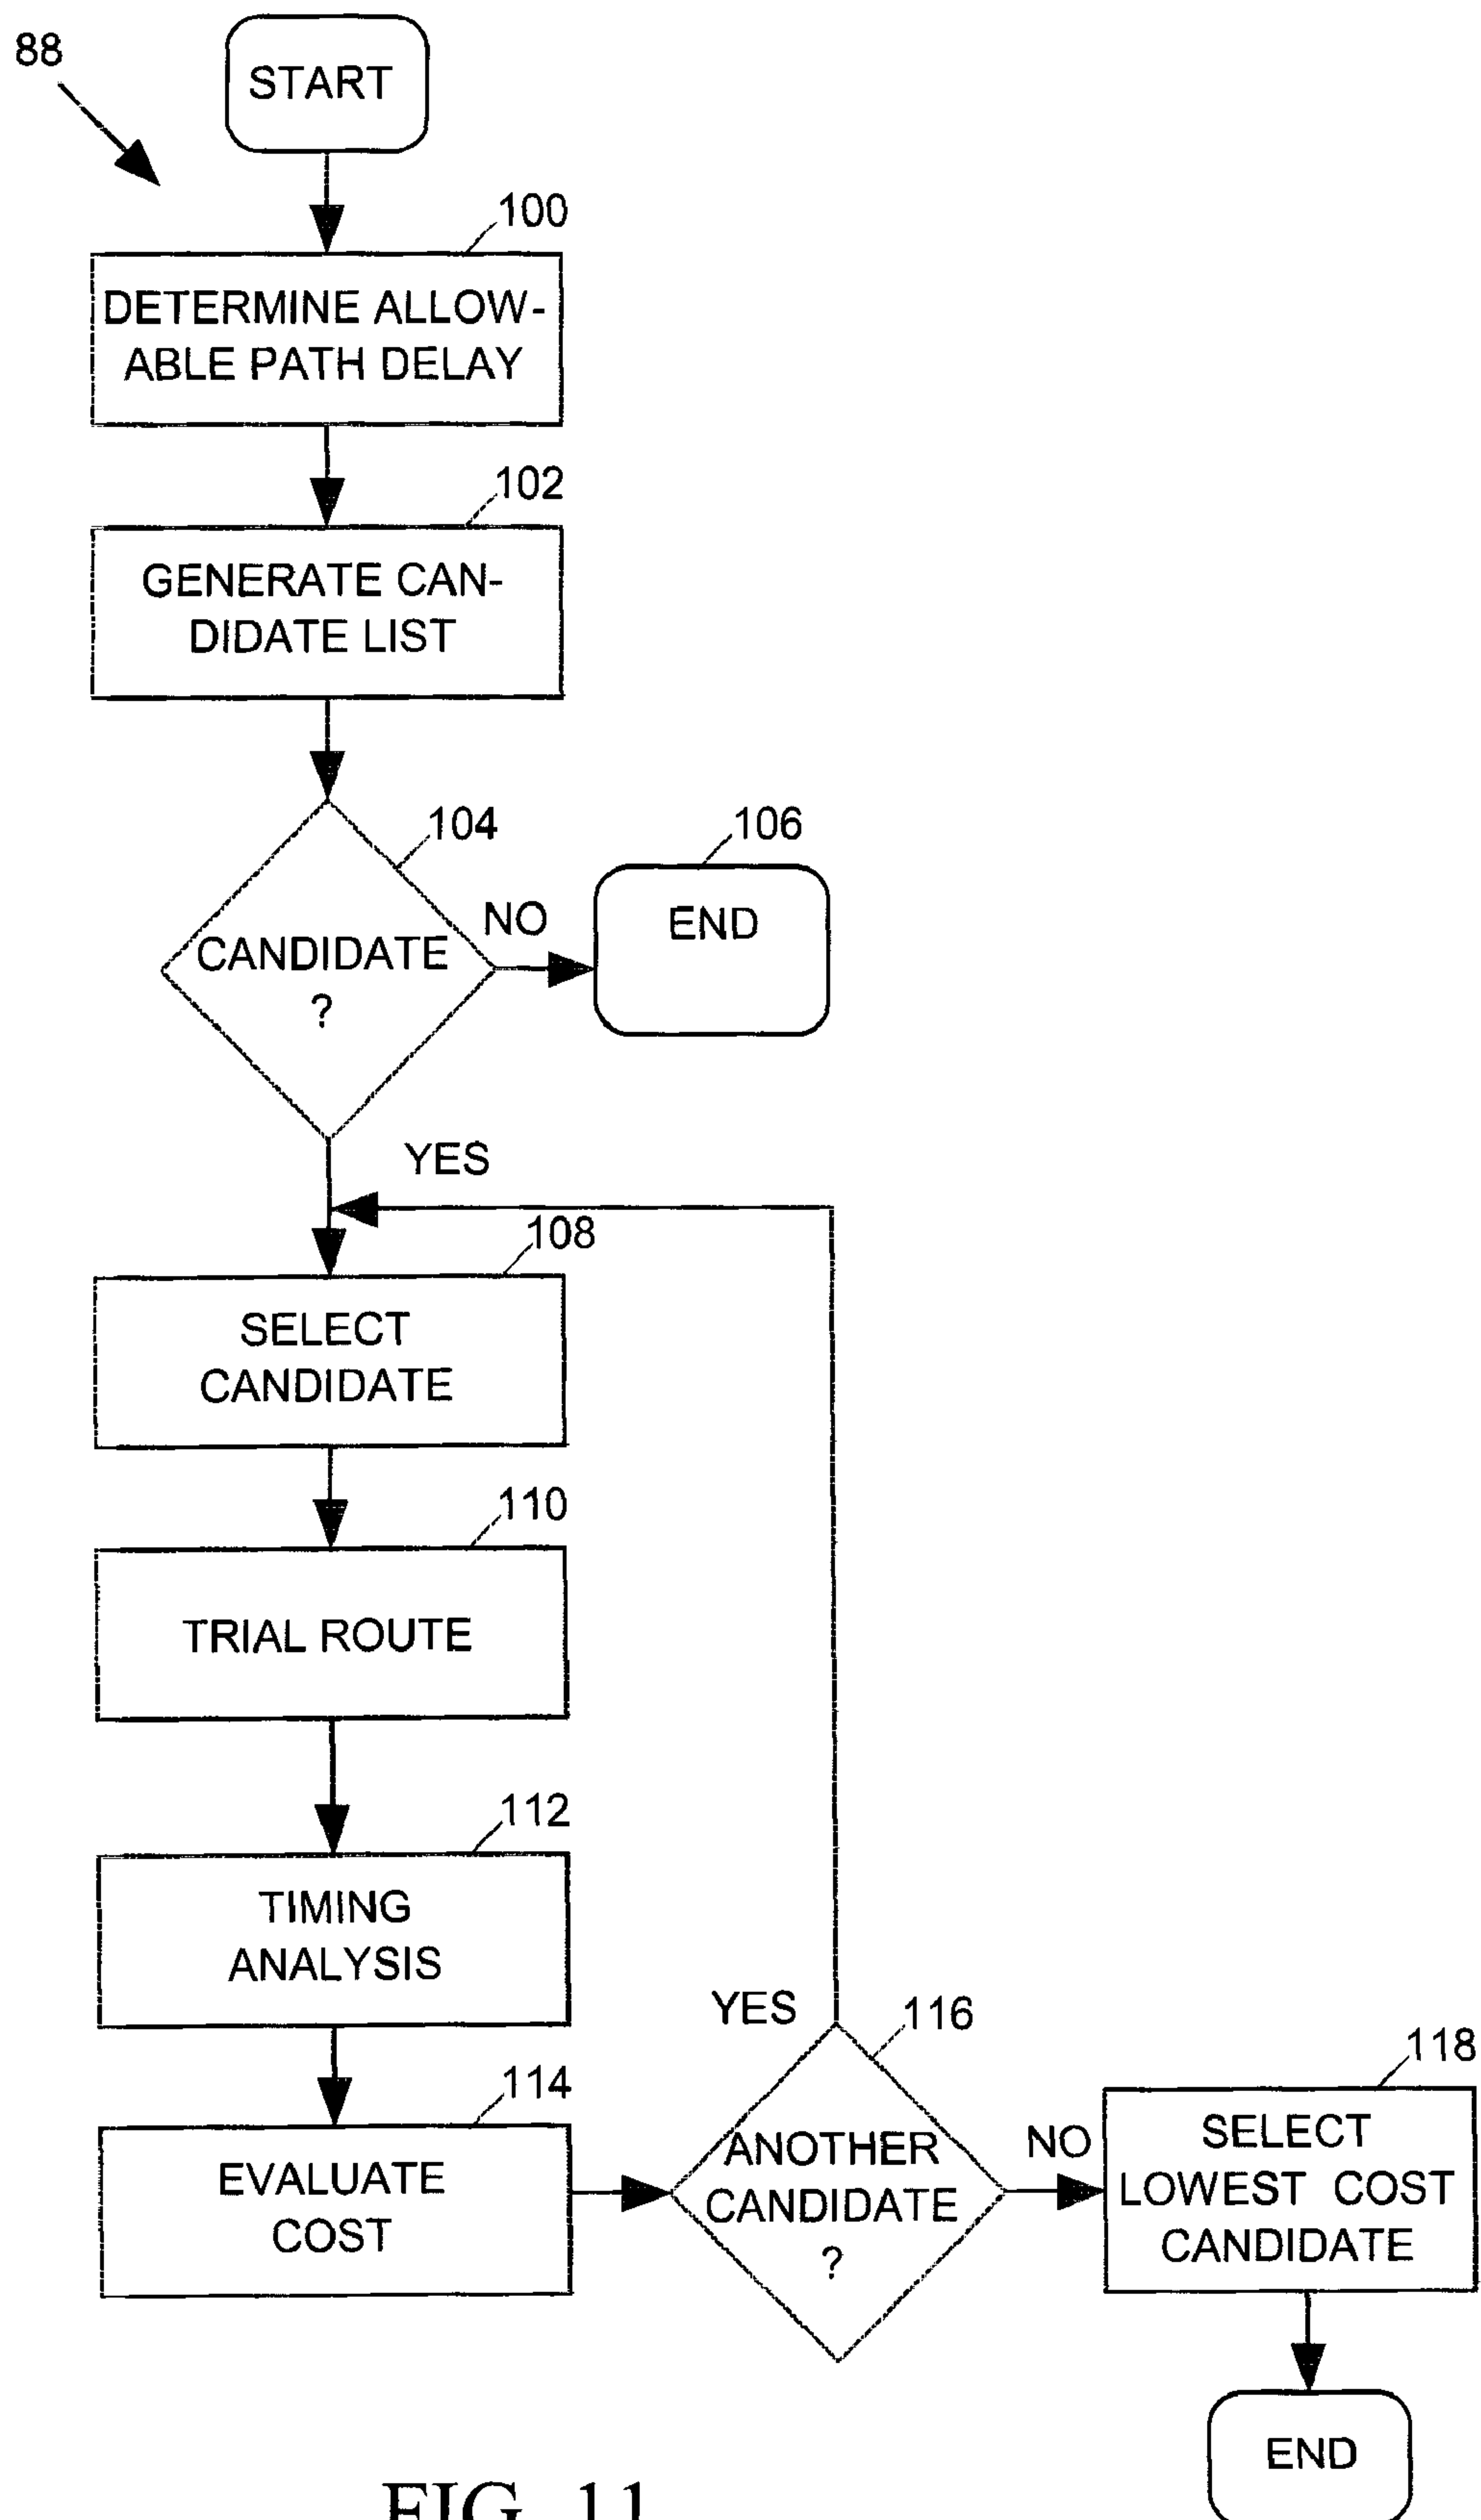 88
START
100
DETERMINE ALLOW-
ABLE PATH DELAY
102
GENERATE CAN-
DIDATE LIST
104
106
CANDIDATE
?
NO
END
YES
108
SELECT
CANDIDATE
110
TRIAL ROUTE
112
TIMING
ANALYSIS
114
EVALUATE
COST
YES
116
ANOTHER
CANDIDATE
?
NO
118
SELECT
LOWEST COST
CANDIDATE
END
FIG. 11